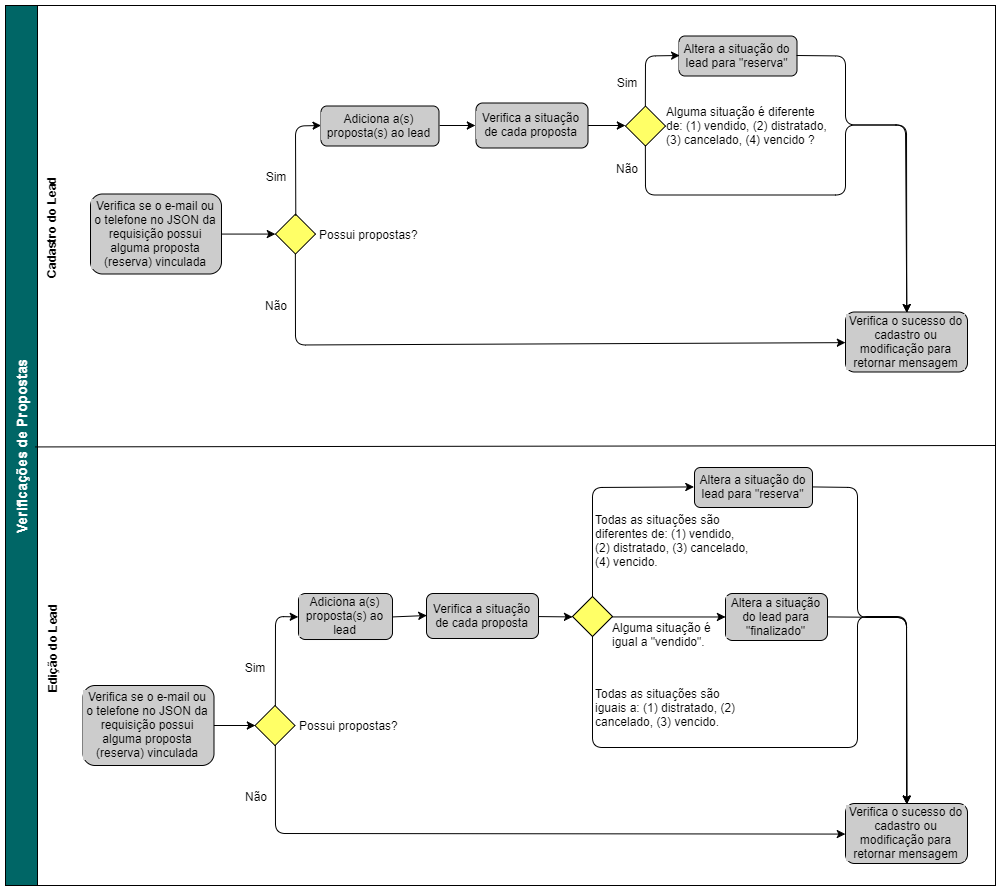 Verificações de Propostas
Cadastro do Lead
Verifica se o e-mail ou
o telefone no JSON da
requisição possui
alguma proposta
(reserva) vinculada
Possui propostas?
Sim
Não
Adiciona a(s)
proposta(s) ao lead
Verifica a situação
de cada proposta
Alguma situação é diferente
de: (1) vendido, (2) distratado,
(3) cancelado, (4) vencido ?
Sim
Não
Altera a situação do
lead para "reserva"
Verifica o sucesso do
cadastro ou
modificação para
retornar mensagem
Edição do Lead
Verifica se o e-mail ou
o telefone no JSON da
requisição possui
alguma proposta
(reserva) vinculada
Possui propostas?
Sim
Não
Adiciona a(s)
proposta(s) ao
lead
Verifica a situação
de cada proposta
Todas as situações são
diferentes de: (1) vendido,
(2) distratado, (3) cancelado,
(4) vencido.
Altera a situação do
lead para "reserva"
Alguma situação é
igual a "vendido".
Altera a situação
do lead para
"finalizado"
Todas as situações são
iguais a: (1) distratado, (2)
cancelado, (3) vencido.
Verifica o sucesso do
cadastro ou
modificação para
retornar mensagem